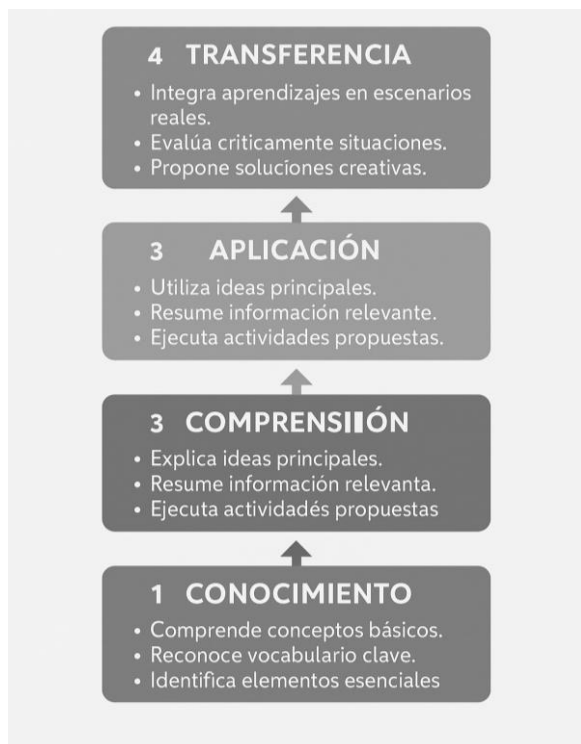 4 TRANSFERENCIA
• Integra aprendizajes en escenarios
reales.
• Evalúa criticamente situaciones.
• Propone soluciones creativas.
3 APLICACIÓN
• Utiliza ideas principales.
• Resume información relevante.
• Ejecuta actividades propuestas.
3 COMPRENSIIIÓN
• Explica ideas principales.
• Resume información relevanta.
• Ejecuta actividadés propuestas
1 CONOCIMIENTO
• Comprende conceptos básicos.
• Reconoce vocabulario clave.
• Identifica elementos esenciales